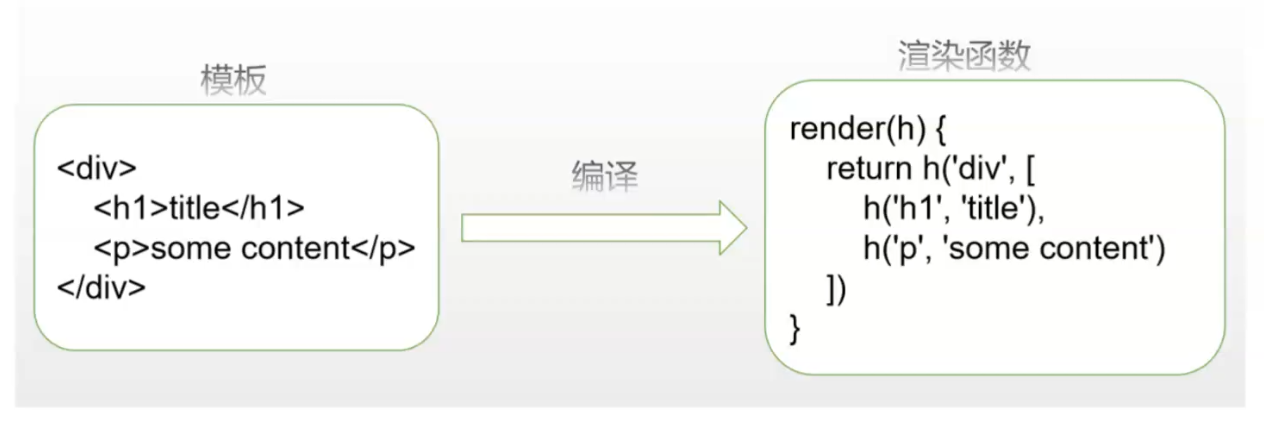 模板
<div>
<h1>title</h1>
<p>some content</p>
</div>
编译
渲染函数
render(h) {
return h('div', [
h('h1', 'title'),
h('p', 'some content')
])
}